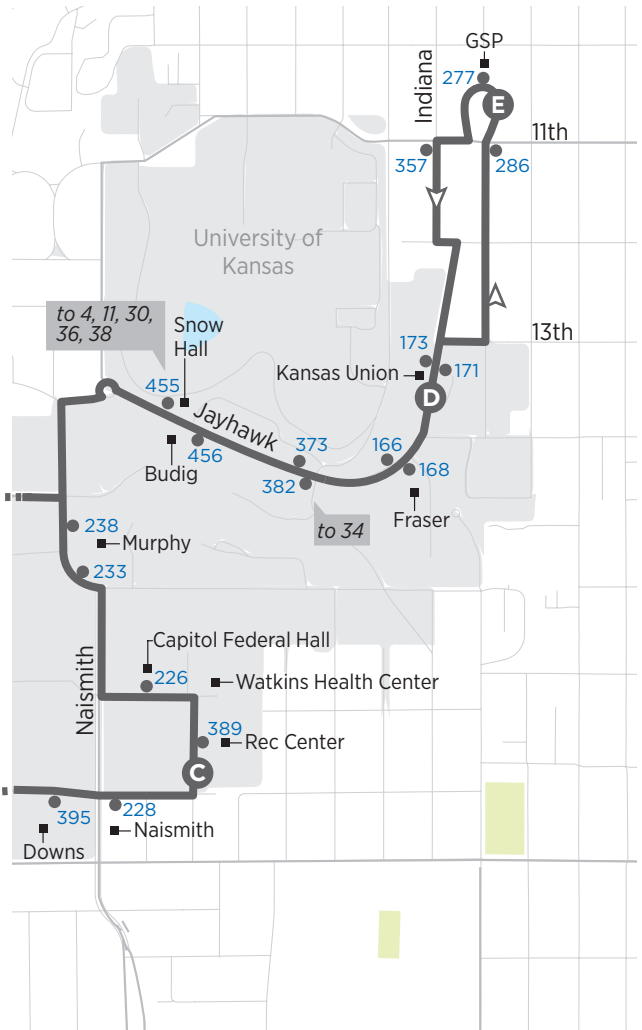 GSP
277
E
Indiana
11th
357
286
University of
Kansas
to 4, 11, 30,
36, 38
Snow
Hall
13th
173
Kansas Union
171
D
455
Jayhawk
456
Budig
373
382
166
168
Fraser
to 34
238
Murphy
233
Naismith
Capitol Federal Hall
226
Watkins Health Center
389
Rec Center
C
395
228
Naismith
Downs